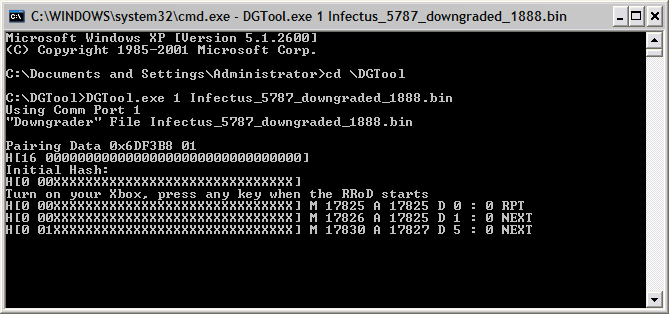 C:\WINDOWS\system32\cmd.exe - DGTool.exe 1 Infectus_5787_downgraded_1888.bin
Microsoft Windows XP [Version 5.1.2600]
(C) Copyright 1985-2001 Microsoft Corp.
C:\Documents and Settings\Administrator>cd \DGTool
C:\DGTool>DGTool.exe 1 Infectus_5787_downgraded_1888.bin
Using Comm Port 1
"Downgrader" File Infectus_5787_downgraded_1888.bin
Pairing Data 0x6DF3B8 01
H[16 00000000000000000000000000000000]
Initial Hash:
H[0 00XXXXXXXXXXXXXXXXXXXXXXXXXXXXXX]
Turn on your Xbox, press any key when the RRoD starts
H[0 00XXXXXXXXXXXXXXXXXXXXXXXXXXXXXX] M 17825 A 17825 D 0 : 0 RPT
H[0 00XXXXXXXXXXXXXXXXXXXXXXXXXXXXXX] M 17826 A 17825 D 1 : 0 NEXT
H[0 01XXXXXXXXXXXXXXXXXXXXXXXXXXXXXX] M 17830 A 17827 D 5 : 0 NEXT